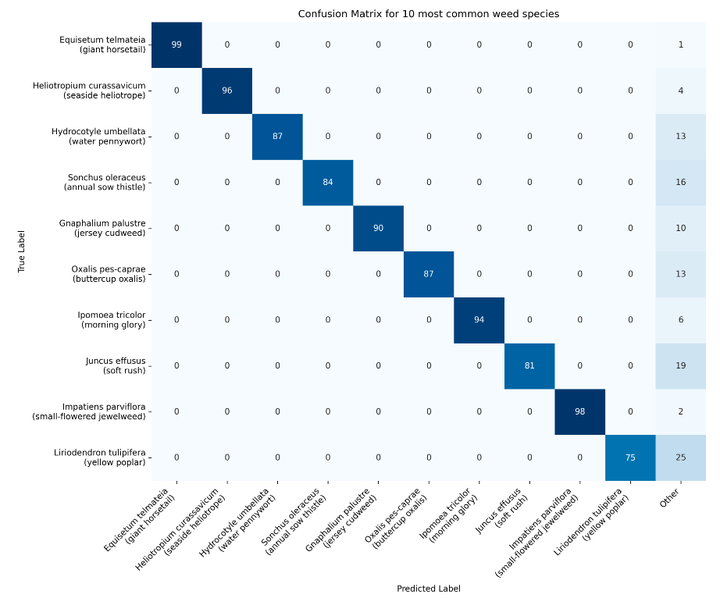 Confusion Matrix for 10 most common weed species
True Label
Equisetum telmateia
(giant horsetail)
99 0 0 0 0 0 0 0 0 0 1
Heliotropium curassavicum
(seaside heliotrope)
0 96 0 0 0 0 0 0 0 0 4
Hydrocotyle umbellata
(water pennywort)
0 0 87 0 0 0 0 0 0 0 13
Sonchus oleraceus
(annual sow thistle)
0 0 0 84 0 0 0 0 0 0 16
Gnaphalium palustre
(jersey cudweed)
0 0 0 0 90 0 0 0 0 0 10
Oxalis pes-caprae
(buttercup oxalis)
0 0 0 0 0 87 0 0 0 0 13
Ipomoea tricolor
(morning glory)
0 0 0 0 0 0 94 0 0 0 6
Juncus effusus
(soft rush)
0 0 0 0 0 0 0 81 0 0 19
Impatiens parviflora
(small-flowered jewelweed)
0 0 0 0 0 0 0 0 98 0 2
Liriodendron tulipifera
(yellow poplar)
0 0 0 0 0 0 0 0 0 75 25
Equisetum telmateia
(giant horsetail)
Heliotropium curassavicum
(seaside heliotrope)
Hydrocotyle umbellata
(water pennywort)
Sonchus oleraceus
(annual sow thistle)
Gnaphalium palustre
(jersey cudweed)
Oxalis pes-caprae
(buttercup oxalis)
Ipomoea tricolor
(morning glory)
Juncus effusus
(soft rush)
Impatiens parviflora
(small-flowered jewelweed)
Liriodendron tulipifera
(yellow poplar)
Other
Predicted Label